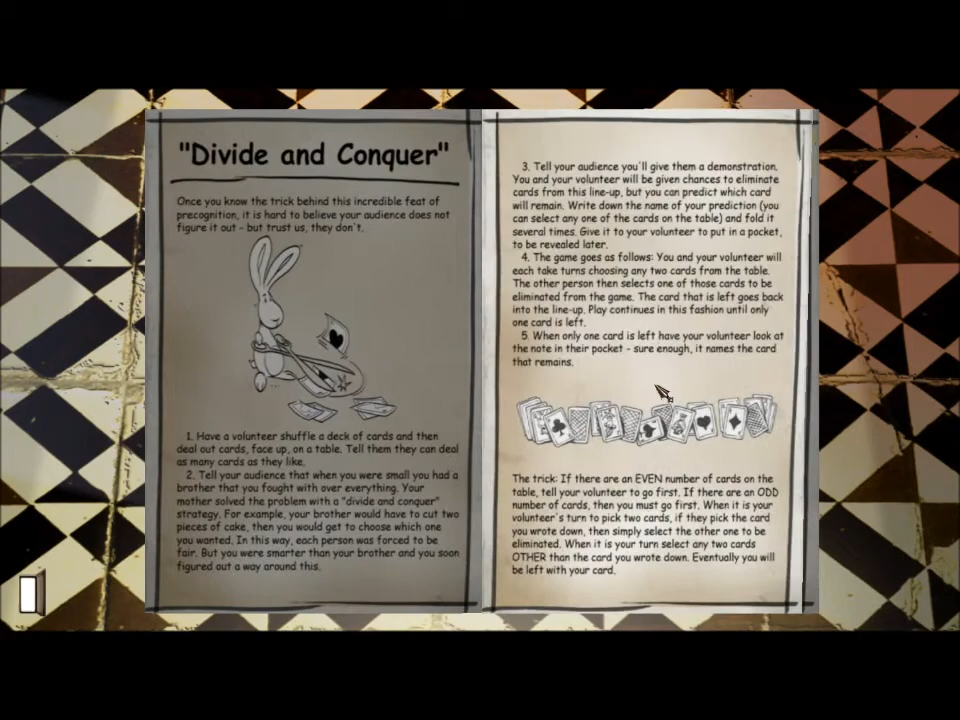 "Divide and Conquer"
Once you know the trick behind this incredible feat of
precognition, it is hard to believe your audience does not
figure it out - but trust us, they don't.
1. Have a volunteer shuffle a deck of cards and then
deal out cards, face up, on a table. Tell them they can deal
as many cards as they like.
2. Tell your audience that when you were small you had a
brother that you fought with over everything. Your
mother solved the problem with a "divide and conquer"
strategy. For example, your brother would have to cut two
pieces of cake, then you would get to choose which one
you wanted. In this way, each person was forced to be
fair. But you were smarter than your brother and you soon
figured out a way around this.
3. Tell your audience you'll give them a demonstration.
You and your volunteer will be given chances to eliminate
cards from this line-up, but you can predict which card
will remain. Write down the name of your prediction (you
can select any one of the cards on the table) and fold it
several times. Give it to your volunteer to put in a pocket,
to be revealed later.
4. The game goes as follows: You and your volunteer will
each take turns choosing any two cards from the table.
The other person then selects one of those cards to be
eliminated from the game. The card that is left goes back
into the line-up. Play continues in this fashion until only
one card is left.
5. When only one card is left have your volunteer look at
the note in their pocket - sure enough, it names the card
that remains.
The trick: If there are an EVEN number of cards on the
table, tell your volunteer to go first. If there are an ODD
number of cards, then you must go first. When it is your
volunteer's turn to pick two cards, if they pick the card
you wrote down, then simply select the other one to be
eliminated. When it is your turn select any two cards
OTHER than the card you wrote down. Eventually you will
be left with your card.